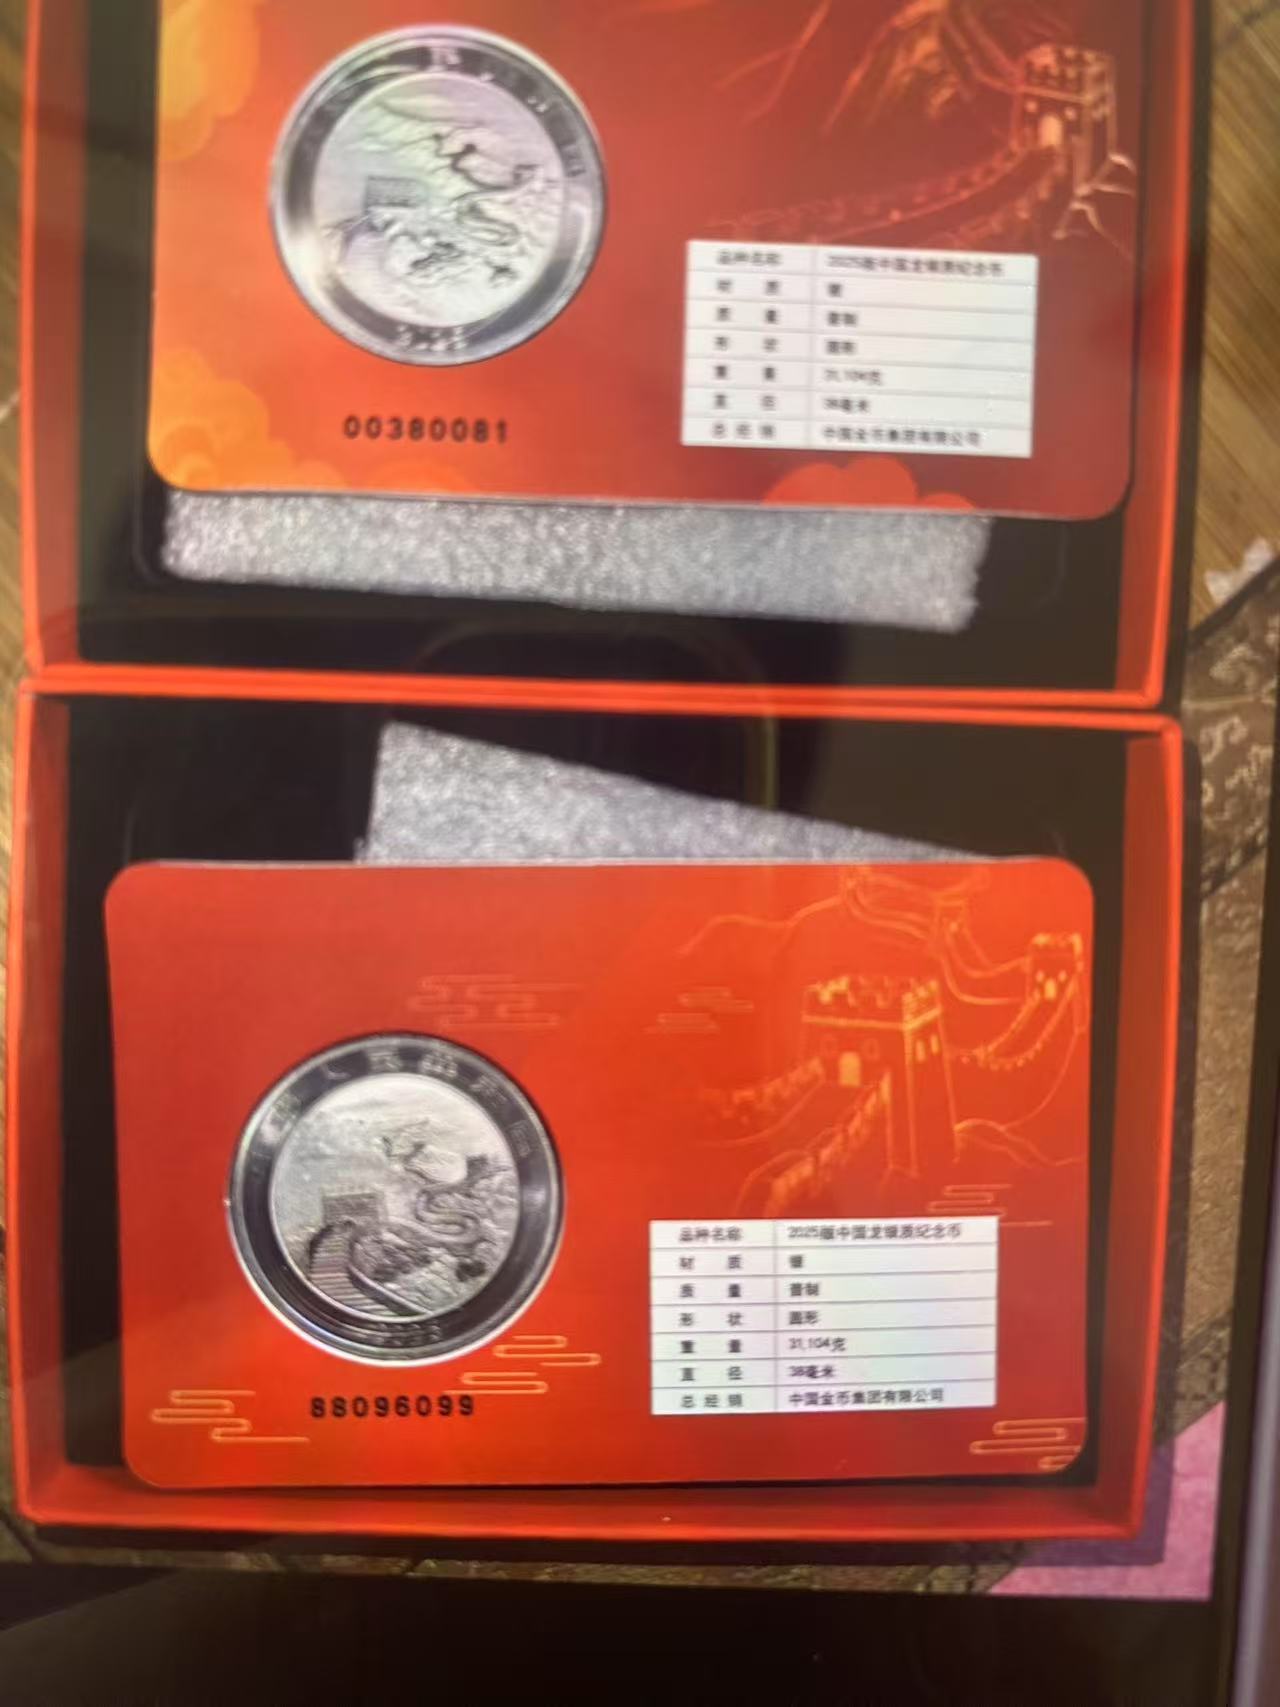 品种名称 2025版中国龙银质纪念币
材 质 银
质 量 普制
形 状 圆形
重 量 31.104克
直 径 38毫米
总经销 中国金币集团有限公司
00380081
品种名称 2025版中国龙银质纪念币
材 质 银
质 量 普制
形 状 圆形
重 量 31.104克
直 径 38毫米
总经销 中国金币集团有限公司
88096099